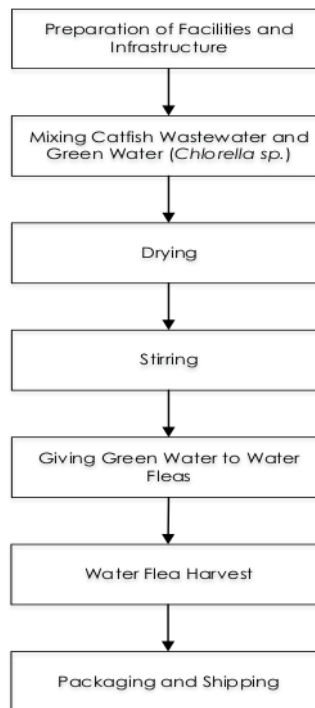 Preparation of Facilities and
Infrastructure
Mixing Catfish Wastewater and
Green Water (Chlorella sp.)
Drying
Stirring
Giving Green Water to Water
Fleas
Water Flea Harvest
Packaging and Shipping